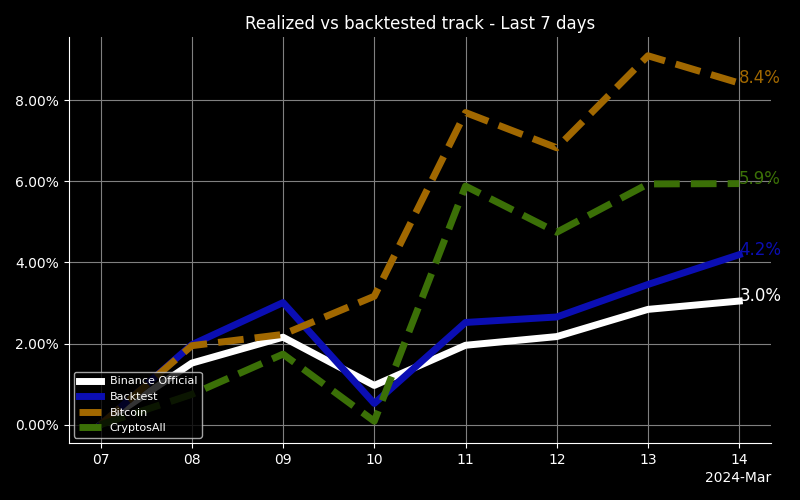 Realized vs backtested track - Last 7 days
8.4%
8.00%
6.00%
5.9%
4.2%
4.00%
3.0%
2.00%
Binance Official
Backtest
Bitcoin
CryptosAll
0.00%
07 08 09 10 11 12 13 14
2024-Mar